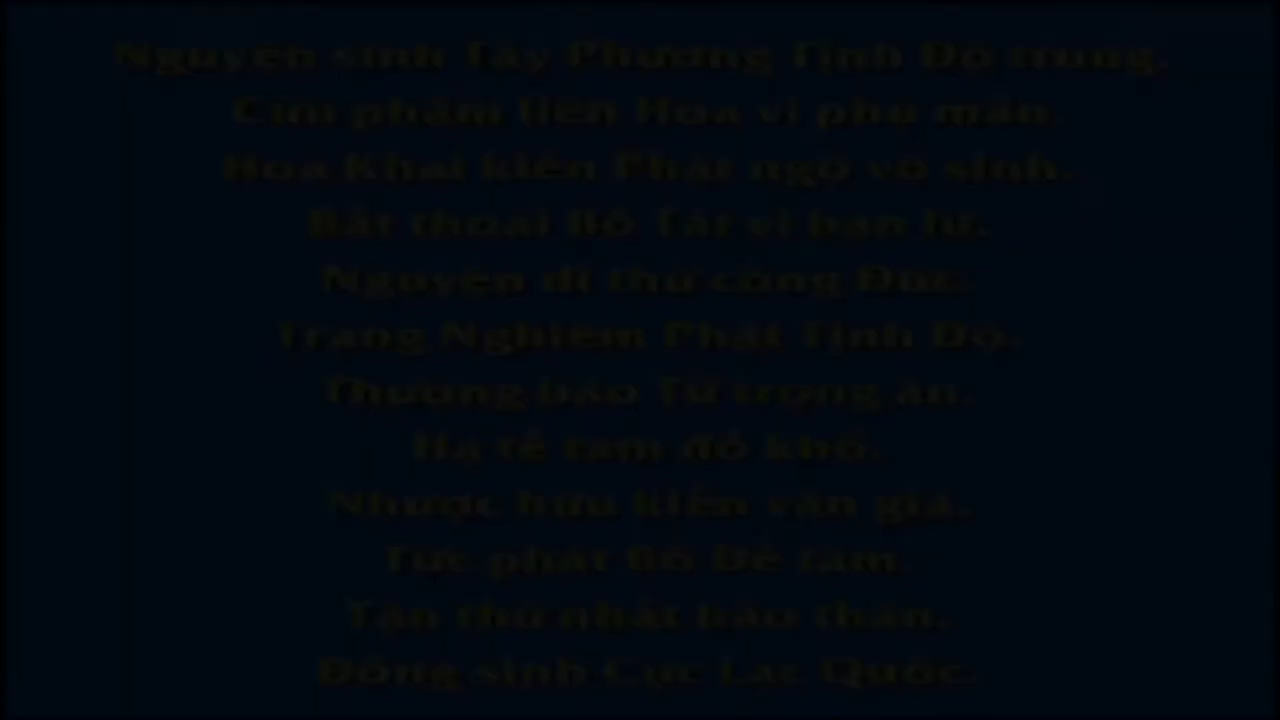 Nguyện sinh Tây Phương Tịnh Độ trung.
Cửu phẩm liên Hoa vi phụ mẫu.
Hoa Khai kiến Phật ngộ vô sinh.
Bất thoái Bồ Tát vi bạn lữ.
Nguyện dĩ thử công Đức.
Trang Nghiêm Phật Tịnh Độ.
Thượng báo Tứ trọng ân.
Hạ tế tam đồ khổ.
Nhược hữu kiến văn giả.
Tức phát Bồ Đề tâm.
Tận thử nhất báo thân.
Đồng sinh Cực Lạc Quốc.